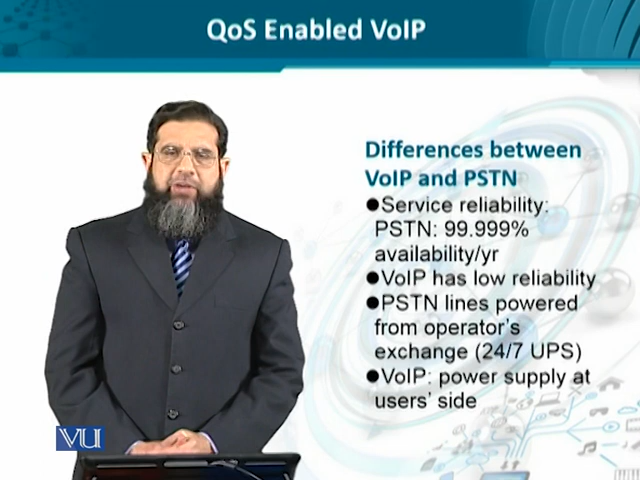 QoS Enabled VoIP
Differences between
VoIP and PSTN
●Service reliability:
PSTN: 99.999%
availability/yr
●VoIP has low reliability
●PSTN lines powered
from operator's
exchange (24/7 UPS)
●VoIP: power supply at
users' side
VU